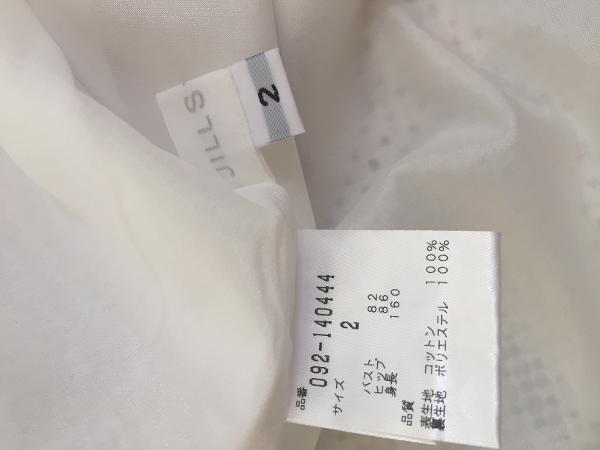 JILLS
2
品番 092-140444
サイズ 2
バスト 82
ヒップ 86
身長 160
品質
表生地 コットン 100%
裏生地 ポリエステル 100%